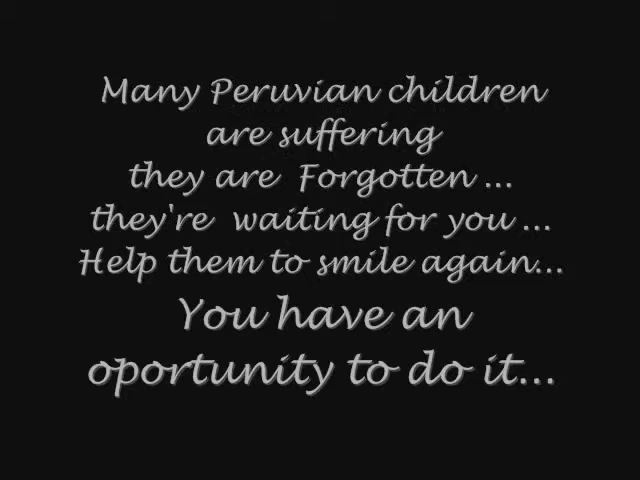 Many Peruvian children
are suffering
they are Forgotten ...
they're waiting for you ...
Help them to smile again...
You have an
oportunity to do it...